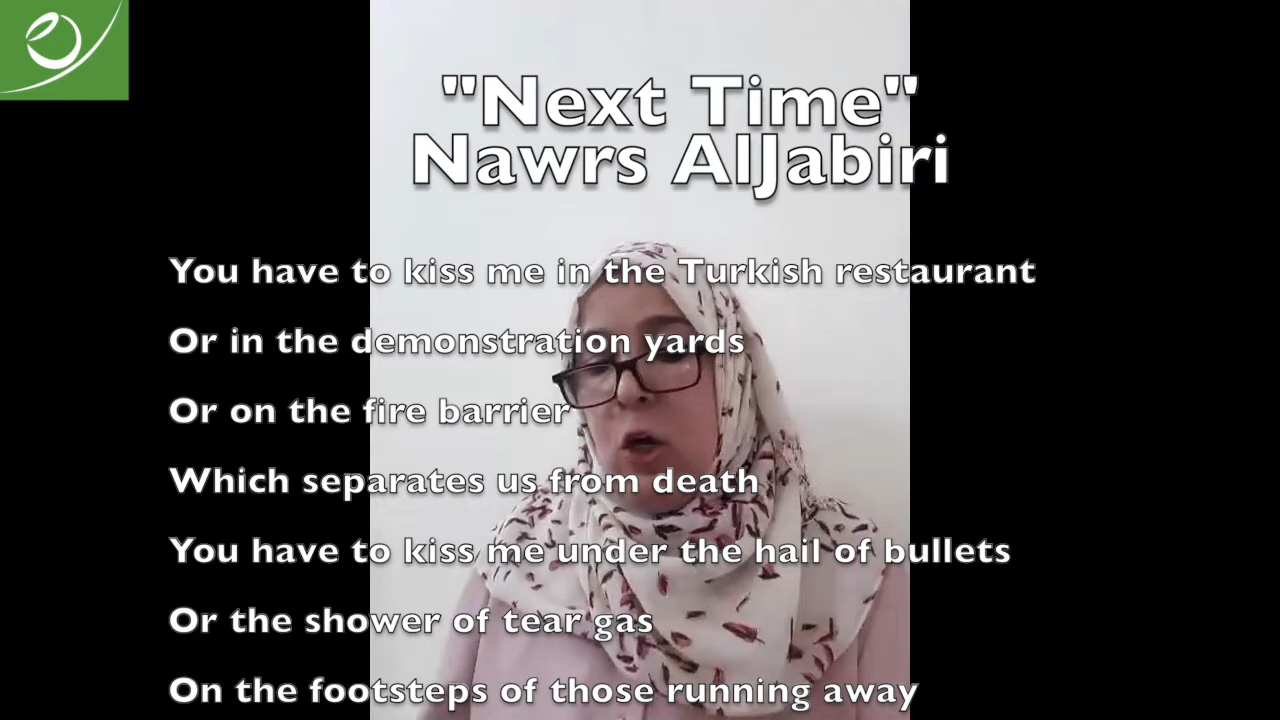 "Next Time"
Nawrs AlJabiri
You have to kiss me in the Turkish restaurant
Or in the demonstration yards
Or on the fire barrier
Which separates us from death
You have to kiss me under the hail of bullets
Or the shower of tear gas
On the footsteps of those running away